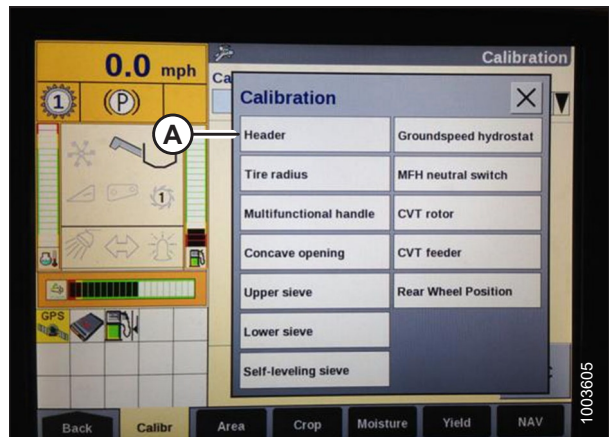 0.0 mph
Calibration
Ca
1
(P)
A
1
GPS
Calibration
Header
Groundspeed hydrostat
Tire radius
MFH neutral switch
Multifunctional handle
CVT rotor
Concave opening
CVT feeder
Upper sieve
Rear Wheel Position
Lower sieve
Self-leveling sieve
Back
Calibr
Area
Crop
Moisture
Yield
NAV
1003605